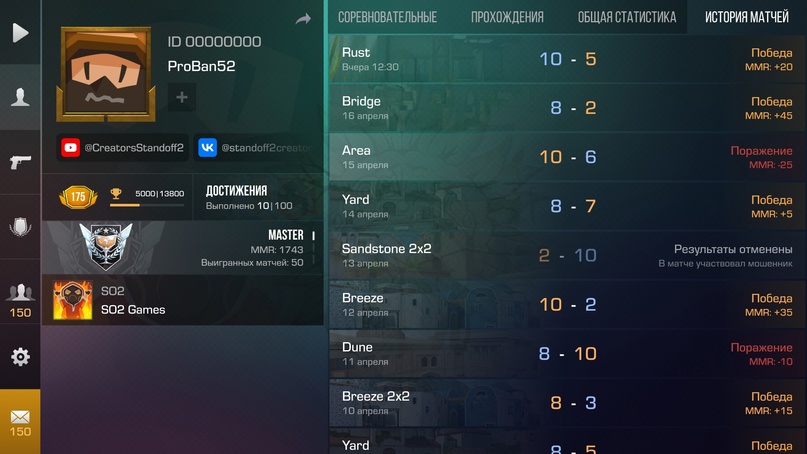 СОРЕВНОВАТЕЛЬНЫЕ ПРОХОЖДЕНИЯ ОБЩАЯ СТАТИСТИКА ИСТОРИЯ МАТЧЕЙ
ID 00000000
ProBan52
+
@CreatorsStandoff2 @standoff2creato
175 5000|13800
ДОСТИЖЕНИЯ
Выполнено 10|100
MASTER
MMR: 1743
Выигранных матчей: 50
SO2
SO2 Games
150
150
Rust
Вчера 12:30
10 - 5
Победа
MMR: +20
Bridge
16 апреля
8 - 2
Победа
MMR: +45
Area
15 апреля
10 - 6
Поражение
MMR: -25
Yard
14 апреля
8 - 7
Победа
MMR: +5
Sandstone 2x2
13 апреля
2 - 10
Результаты отменены
В матче участвовал мошенник
Breeze
12 апреля
10 - 2
Победа
MMR: +35
Dune
11 апреля
8 - 10
Поражение
MMR: -10
Breeze 2x2
10 апреля
8 - 3
Победа
MMR: +15
Yard
8 - 5
Победа